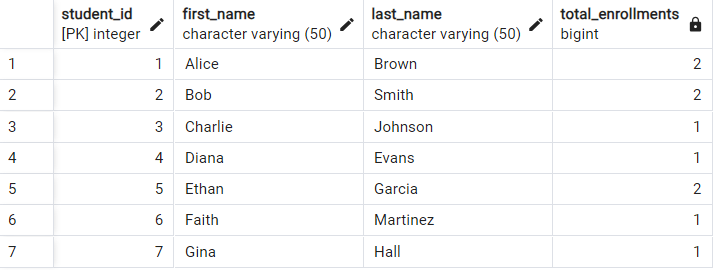 student_id first_name last_name total_enrollments
[PK] integer character varying (50) character varying (50) bigint
1 1 Alice Brown 2
2 2 Bob Smith 2
3 3 Charlie Johnson 1
4 4 Diana Evans 1
5 5 Ethan Garcia 2
6 6 Faith Martinez 1
7 7 Gina Hall 1